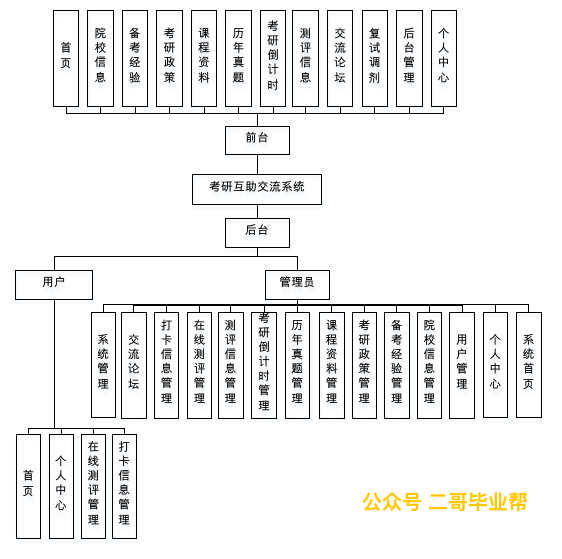 首页
院校信息
备考经验
考研政策
课程资料
历年真题
考研倒计时
测评信息
交流论坛
复试调剂
后台管理
个人中心
前台
考研互助交流系统
后台
用户
管理员
系统管理
交流论坛
打卡信息管理
在线测评管理
测评信息管理
考研倒计时管理
历年真题管理
课程资料管理
考研政策管理
备考经验管理
院校信息管理
用户管理
个人中心
系统首页
首页
个人中心
在线测评管理
打卡信息管理
公众号 二哥毕业帮